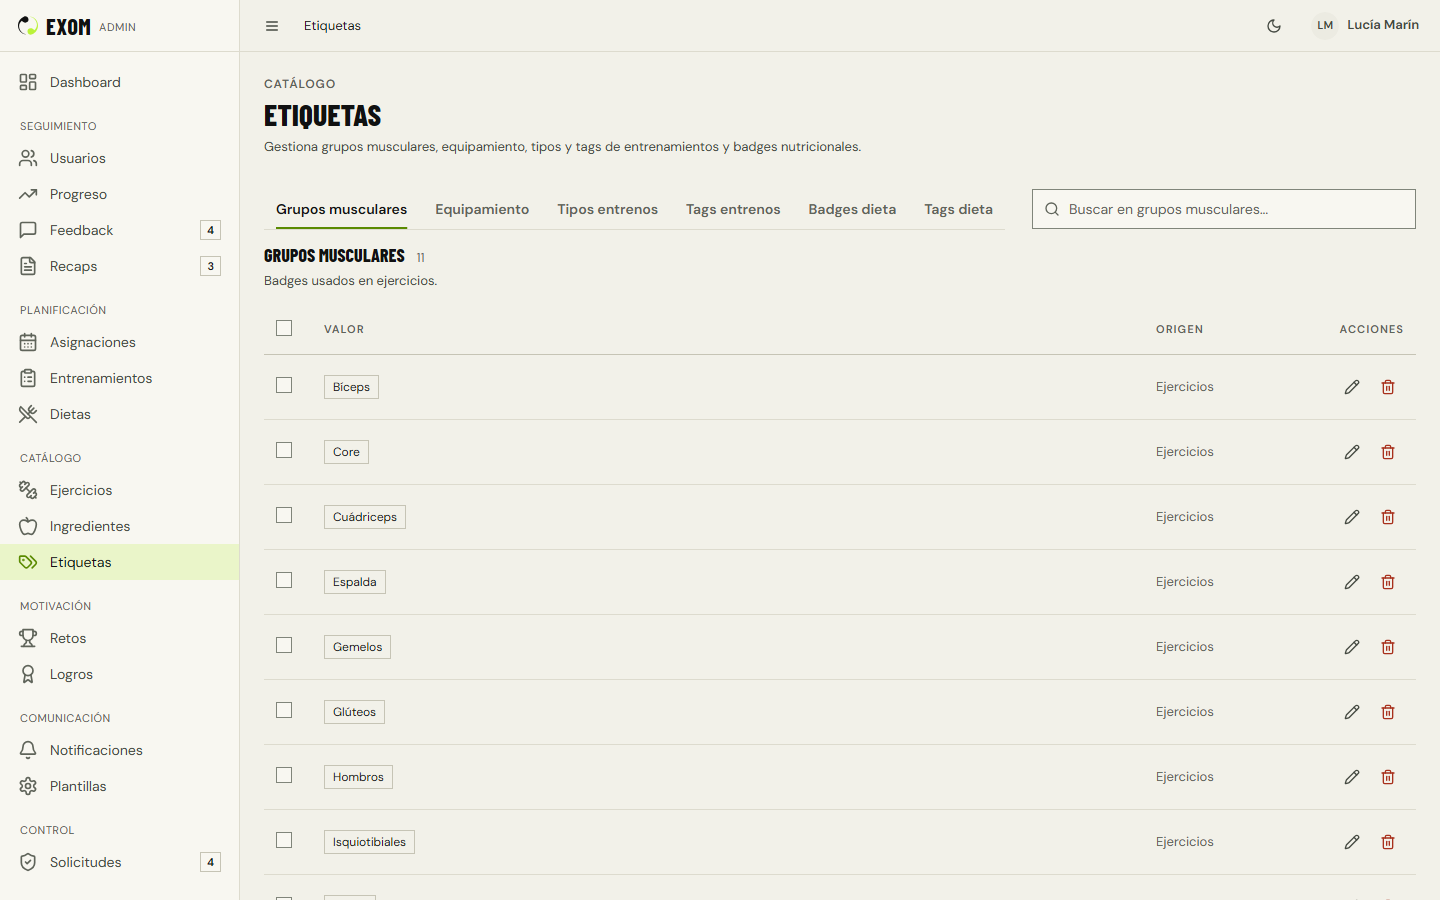 EXOM ADMIN
Dashboard
SEGUIMIENTO
Usuarios
Progreso
Feedback 4
Recaps 3
PLANIFICACIÓN
Asignaciones
Entrenamientos
Dietas
CATÁLOGO
Ejercicios
Ingredientes
Etiquetas
MOTIVACIÓN
Retos
Logros
COMUNICACIÓN
Notificaciones
Plantillas
CONTROL
Solicitudes 4
Etiquetas
LM Lucía Marín
CATÁLOGO
ETIQUETAS
Gestiona grupos musculares, equipamiento, tipos y tags de entrenamientos y badges nutricionales.
Grupos musculares Equipamiento Tipos entrenos Tags entrenos Badges dieta Tags dieta
Buscar en grupos musculares...
GRUPOS MUSCULARES 11
Badges usados en ejercicios.
VALOR ORIGEN ACCIONES
Bíceps Ejercicios
Core Ejercicios
Cuádriceps Ejercicios
Espalda Ejercicios
Gemelos Ejercicios
Glúteos Ejercicios
Hombros Ejercicios
Isquiotibiales Ejercicios